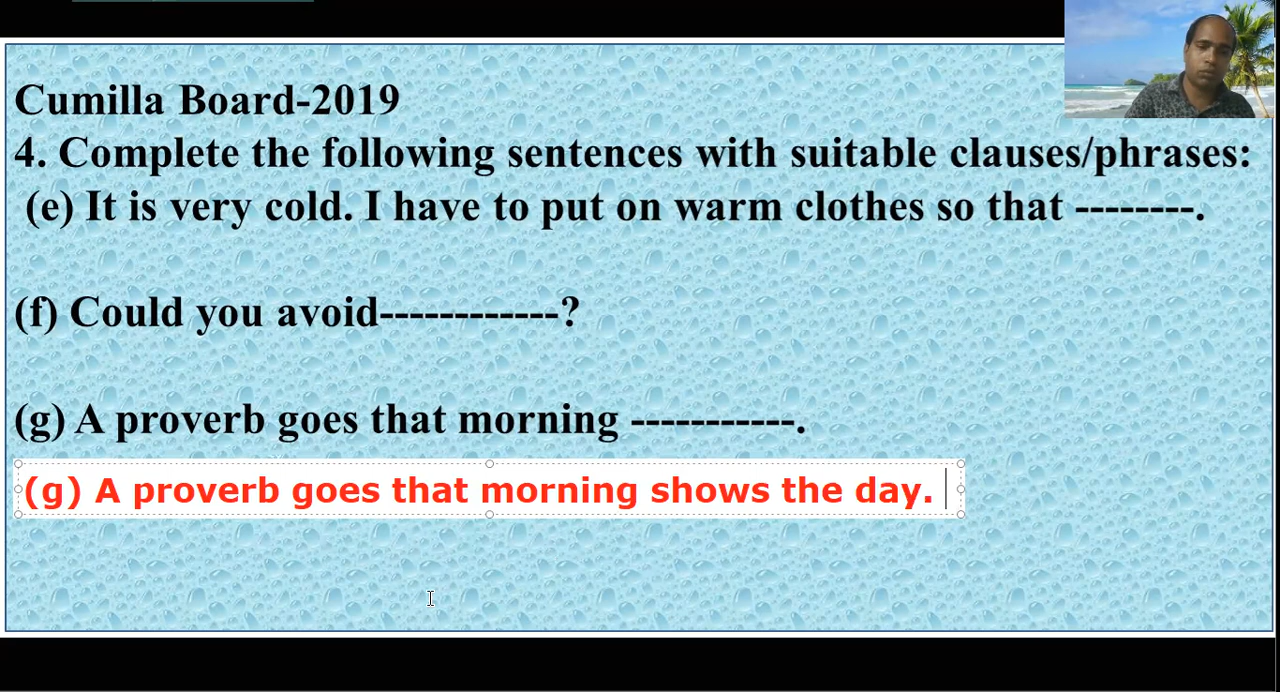 Cumilla Board-2019
4. Complete the following sentences with suitable clauses/phrases:
(e) It is very cold. I have to put on warm clothes so that --------.
(f) Could you avoid------------?
(g) A proverb goes that morning -----------.
(g) A proverb goes that morning shows the day.